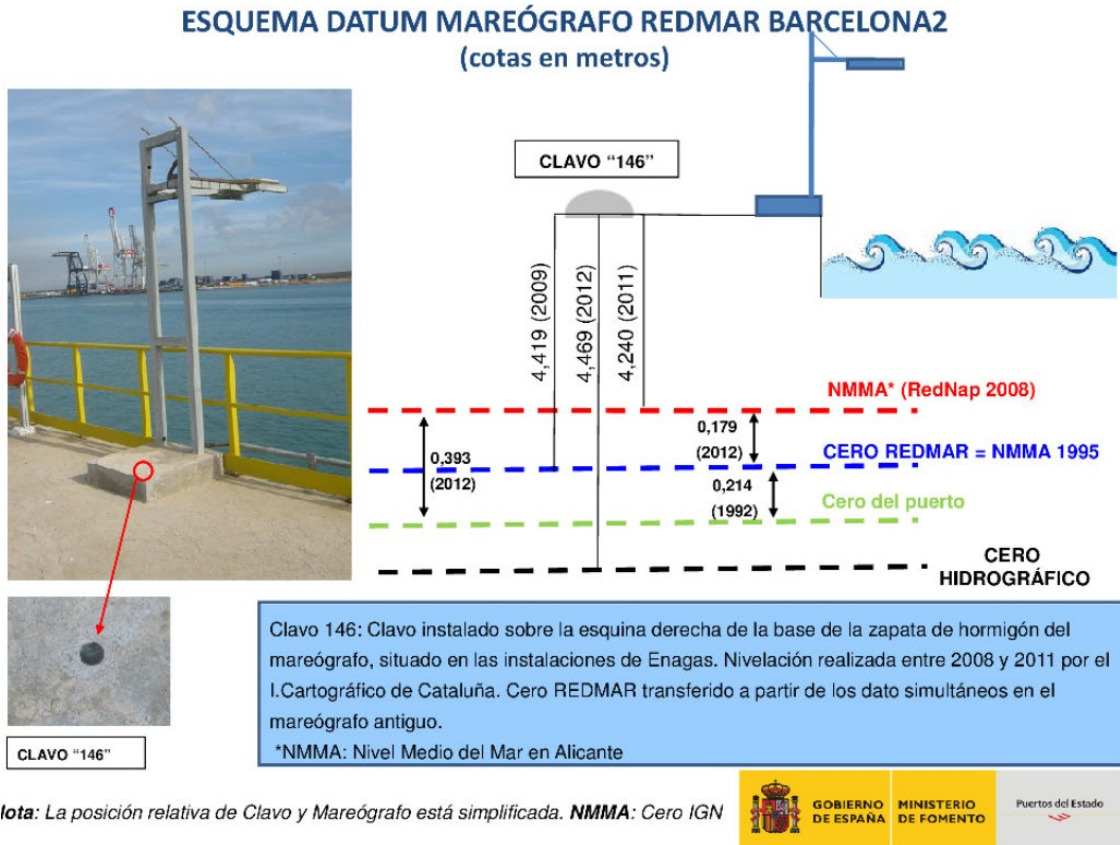 ESQUEMA DATUM MAREÓGRAFO REDMAR BARCELONA2
(cotas en metros)
CLAVO “146”
4,419 (2009)
4,469 (2012)
4,240 (2011)
NMMA* (RedNap 2008)
0,179
(2012)
0,393
(2012)
CERO REDMAR = NMMA 1995
0,214
(1992)
Cero del puerto
CERO
HIDROGRÁFICO
Clavo 146: Clavo instalado sobre la esquina derecha de la base de la zapata de hormigón del
mareógrafo, situado en las instalaciones de Enagas. Nivelación realizada entre 2008 y 2011 por el
I.Cartográfico de Cataluña. Cero REDMAR transferido a partir de los dato simultáneos en el
mareógrafo antiguo.
*NMMA: Nivel Medio del Mar en Alicante
CLAVO “146”
lota: La posición relativa de Clavo y Mareógrafo está simplificada. NMMA: Cero IGN
GOBIERNO
DE ESPAÑA
MINISTERIO
DE FOMENTO
Puertos del Estado